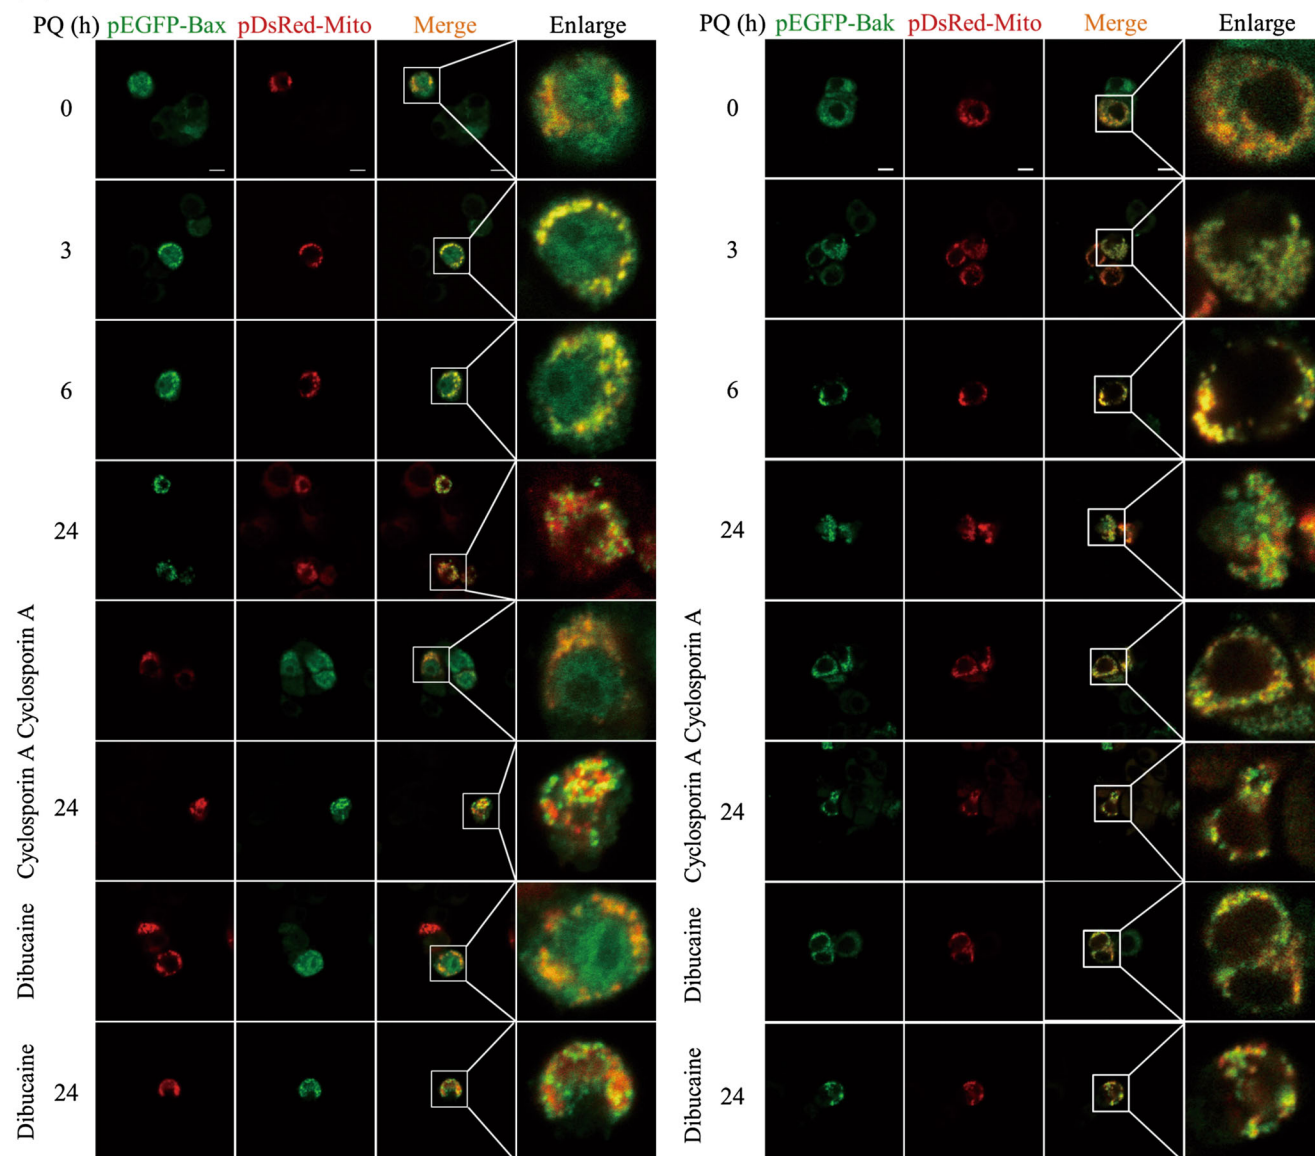 PQ (h) pEGFP-Bax pDsRed-Mito Merge Enlarge
0
3
6
24
Cyclosporin A
Cyclosporin A 24
Dibucaine
Dibucaine 24
PQ (h) pEGFP-Bak pDsRed-Mito Merge Enlarge
0
3
6
24
Cyclosporin A
Cyclosporin A 24
Dibucaine
Dibucaine 24